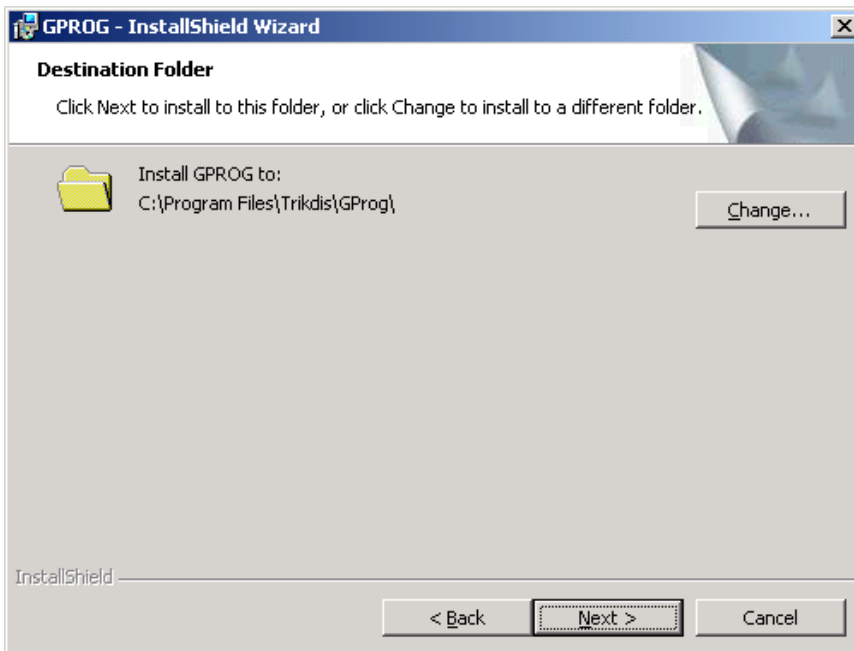 GPROG - InstallShield Wizard
Destination Folder
Click Next to install to this folder, or click Change to install to a different folder.
Install GPROG to:
C:\Program Files\Trikdis\GProg\
Change...
InstallShield
< Back
Next >
Cancel